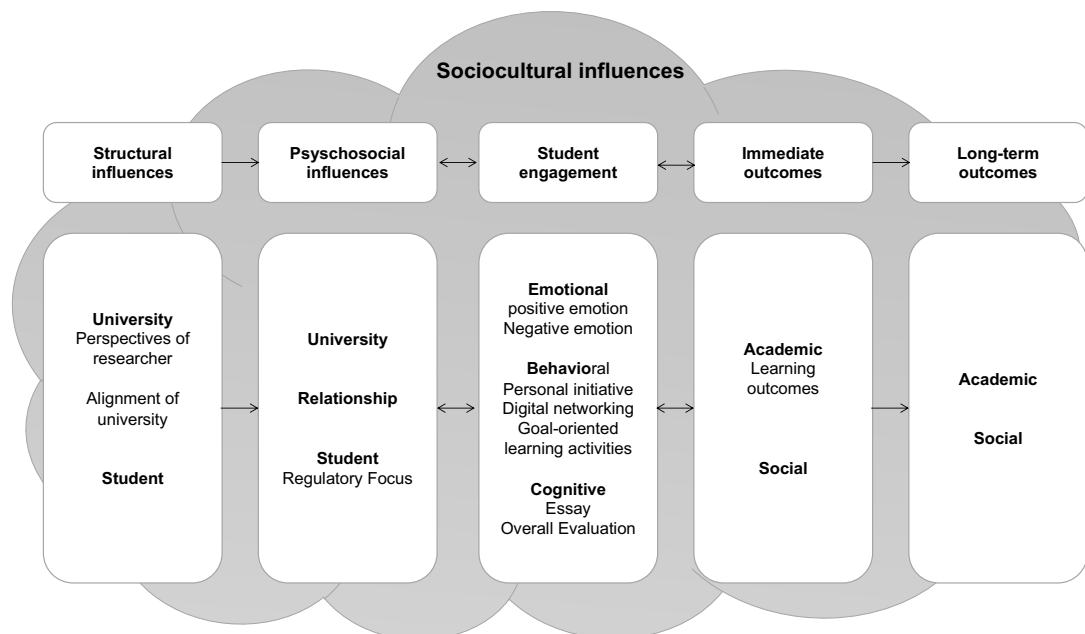 Sociocultural influences
Structural
influences
Psyschosocial
influences
Student
engagement
Immediate
outcomes
Long-term
outcomes
University
Perspectives of
researcher
Alignment of
university
Student
University
Relationship
Student
Regulatory Focus
Emotional
positive emotion
Negative emotion
Behavioral
Personal initiative
Digital networking
Goal-oriented
learning activities
Cognitive
Essay
Overall Evaluation
Academic
Learning
outcomes
Social
Academic
Social